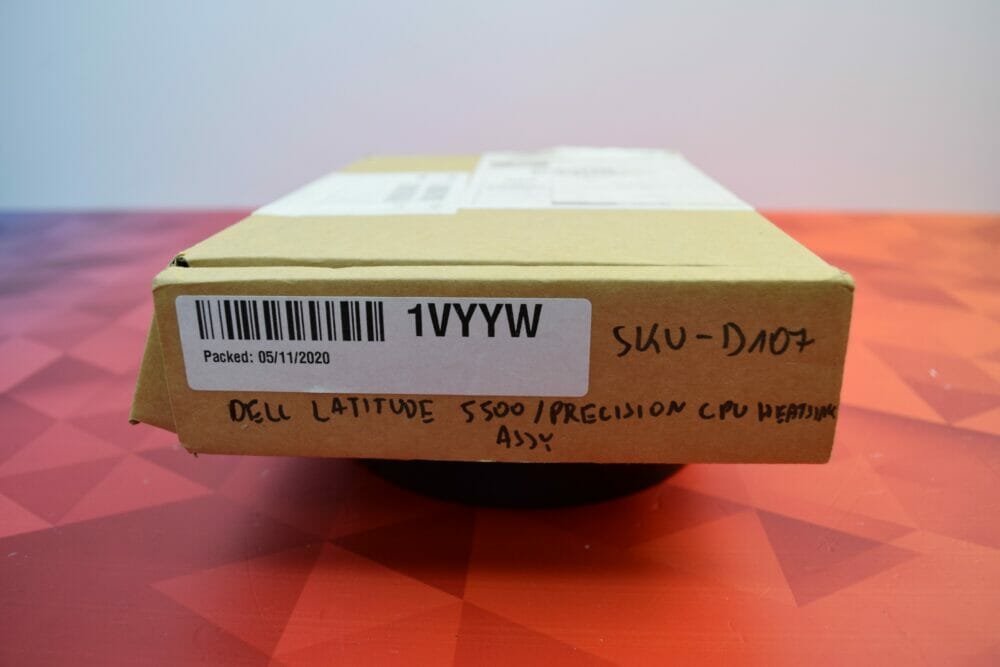 1VYYW
Packed: 05/11/2020
SKU-D107
DELL LATITUDE 5500/PRECISION CPU HEATSINK
ASSY